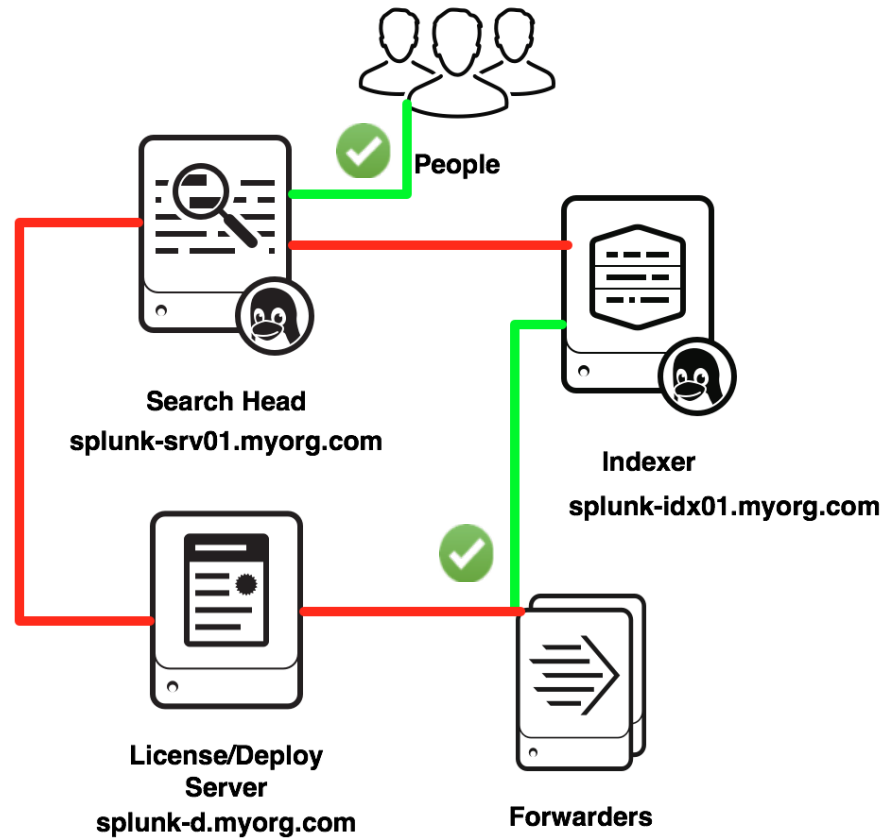 People
Search Head
splunk-srv01.myorg.com
Indexer
splunk-idx01.myorg.com
License/Deploy
Server
splunk-d.myorg.com
Forwarders